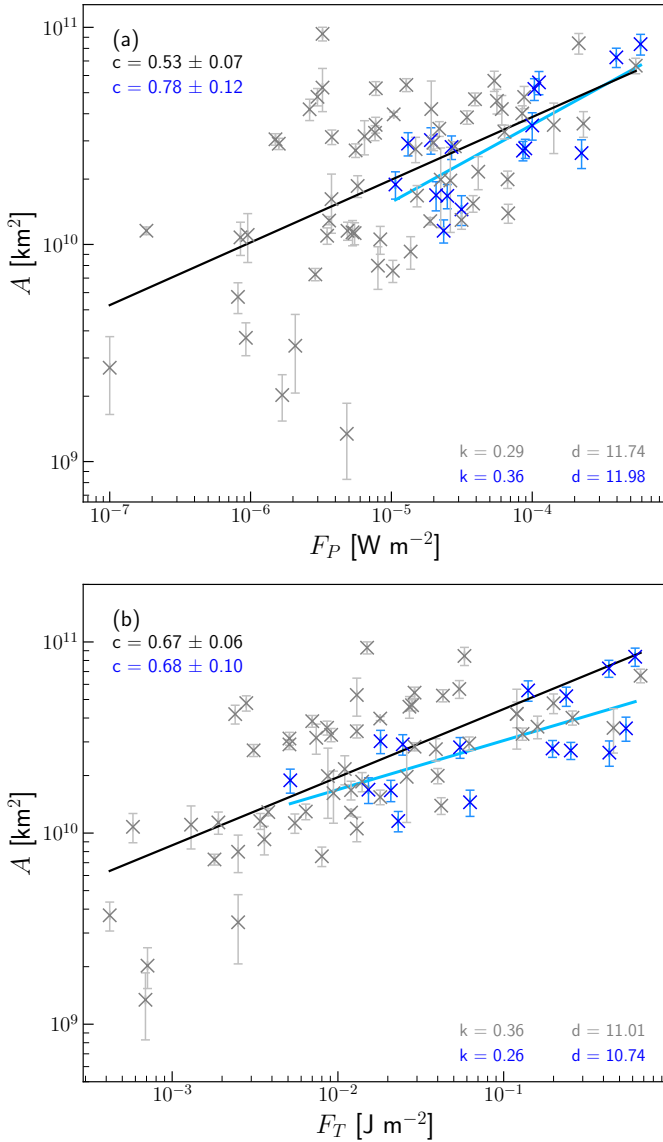 10^11
(a)
c = 0.53 ± 0.07
c = 0.78 ± 0.12
A [km^2]
10^10
10^9
k = 0.29 d = 11.74
k = 0.36 d = 11.98
10^−7 10^−6 10^−5 10^−4
F_P [W m^−2]
(b)
10^11
c = 0.67 ± 0.06
c = 0.68 ± 0.10
A [km^2]
10^10
10^9
k = 0.36 d = 11.01
k = 0.26 d = 10.74
10^−3 10^−2 10^−1
F_T [J m^−2]